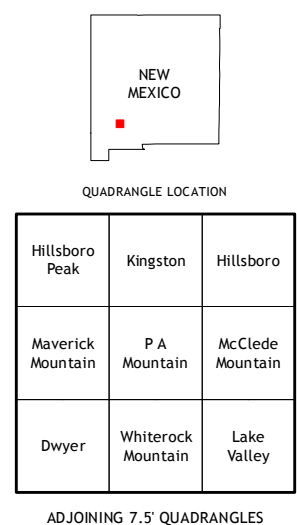 NEW
MEXICO
QUADRANGLE LOCATION
Hillsboro
Peak
Kingston
Hillsboro
Maverick
Mountain
P A
Mountain
McClede
Mountain
Dwyer
Whiterock
Mountain
Lake
Valley
ADJOINING 7.5' QUADRANGLES